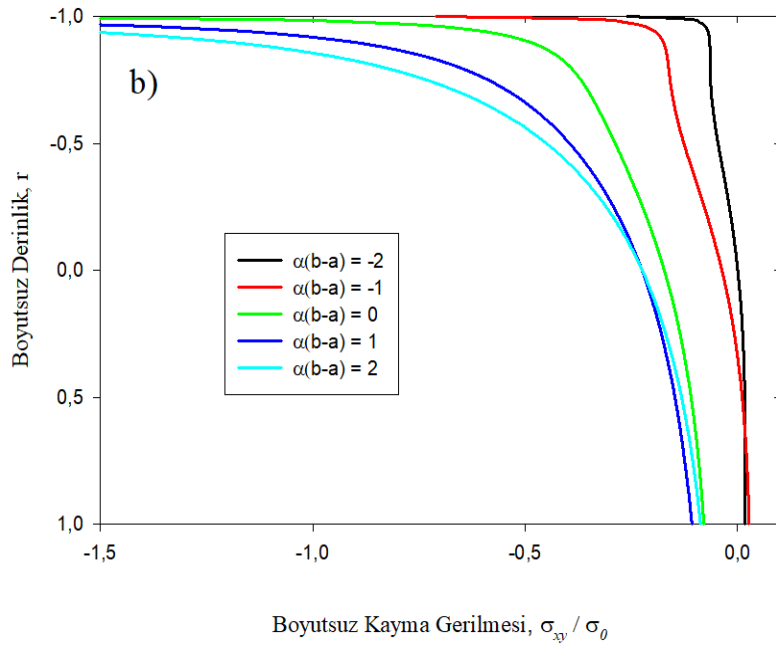 -1,0
b)
-0,5
Boyutsuz Derinlik, r
α(b-a) = -2
α(b-a) = -1
0,0
α(b-a) = 0
α(b-a) = 1
α(b-a) = 2
0,5
1,0
-1,5 -1,0 -0,5 0,0
Boyutsuz Kayma Gerilmesi, σxy / σ0